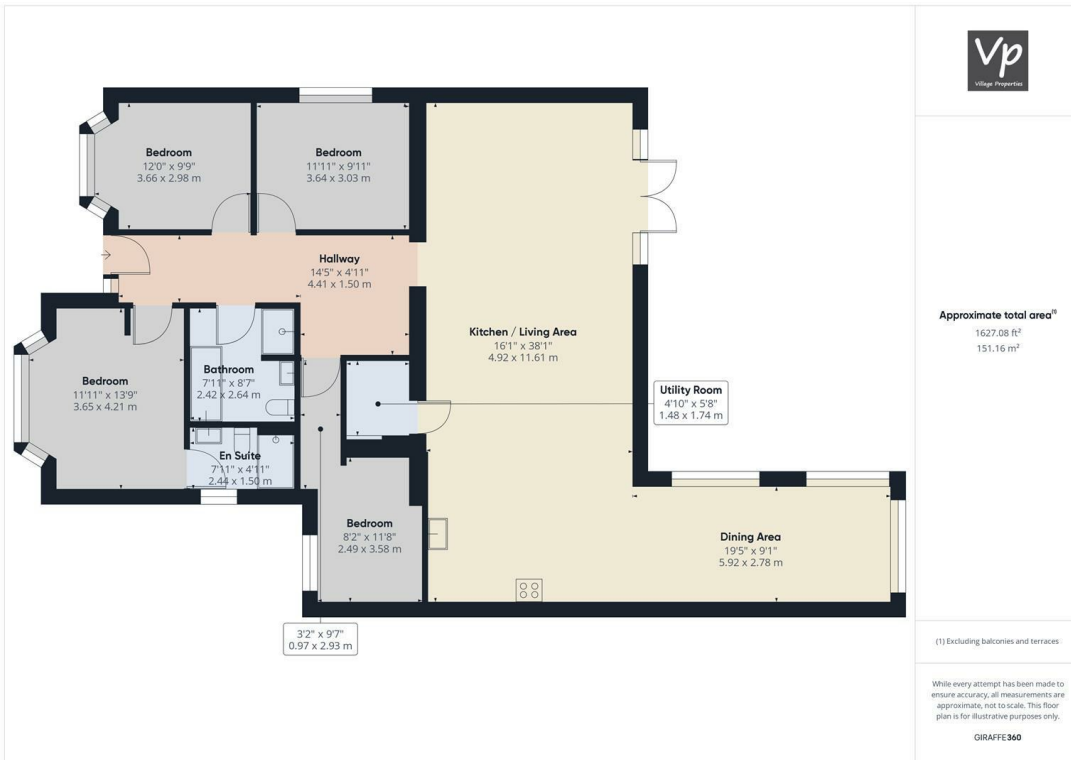 Vp
Village Properties
Bedroom
12'0" x 9'9"
3.66 x 2.98 m
Bedroom
11'11" x 9'11"
3.64 x 3.03 m
Hallway
14'5" x 4'11"
4.41 x 1.50 m
Kitchen / Living Area
16'1" x 38'1"
4.92 x 11.61 m
Bedroom
11'11" x 13'9"
3.65 x 4.21 m
Bathroom
7'11" x 8'7"
2.42 x 2.64 m
Utility Room
4'10" x 5'8"
1.48 x 1.74 m
En Suite
7'11" x 4'11"
2.44 x 1.50 m
Bedroom
8'2" x 11'8"
2.49 x 3.58 m
Dining Area
19'5" x 9'1"
5.92 x 2.78 m
3'2" x 9'7"
0.97 x 2.93 m
Approximate total area(1)
1627.08 ft²
151.16 m²
(1) Excluding balconies and terraces
While every attempt has been made to
ensure accuracy, all measurements are
approximate, not to scale. This floor
plan is for illustrative purposes only.
GIRAFFE360